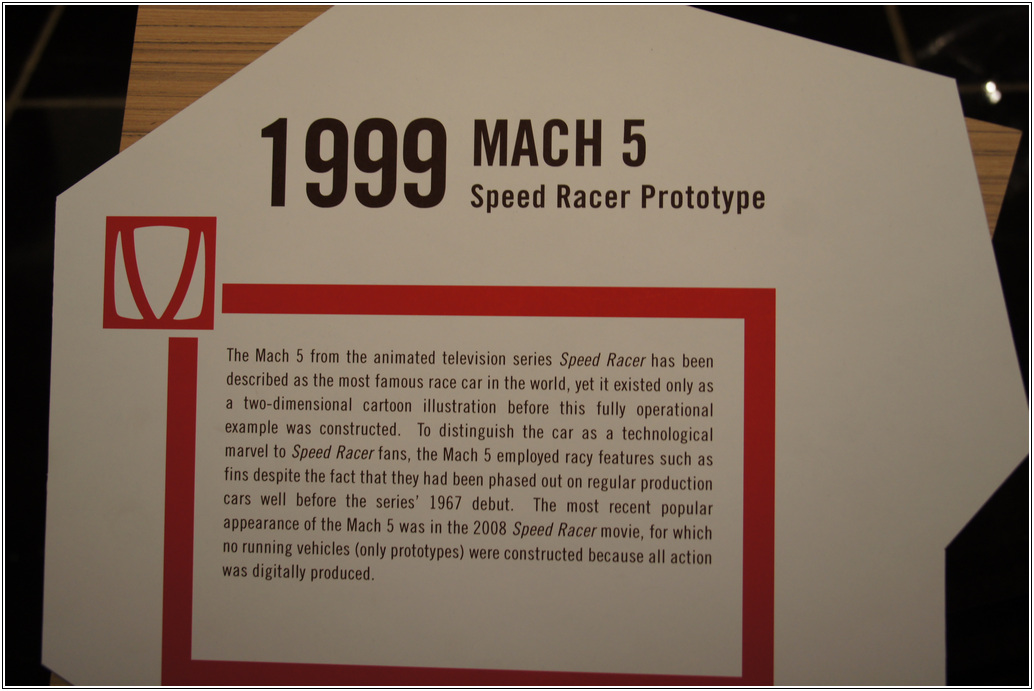 1999 MACH 5
Speed Racer Prototype
The Mach 5 from the animated television series Speed Racer has been
described as the most famous race car in the world, yet it existed only as
a two-dimensional cartoon illustration before this fully operational
example was constructed. To distinguish the car as a technological
marvel to Speed Racer fans, the Mach 5 employed racy features such as
fins despite the fact that they had been phased out on regular production
cars well before the series' 1967 debut. The most recent popular
appearance of the Mach 5 was in the 2008 Speed Racer movie, for which
no running vehicles (only prototypes) were constructed because all action
was digitally produced.